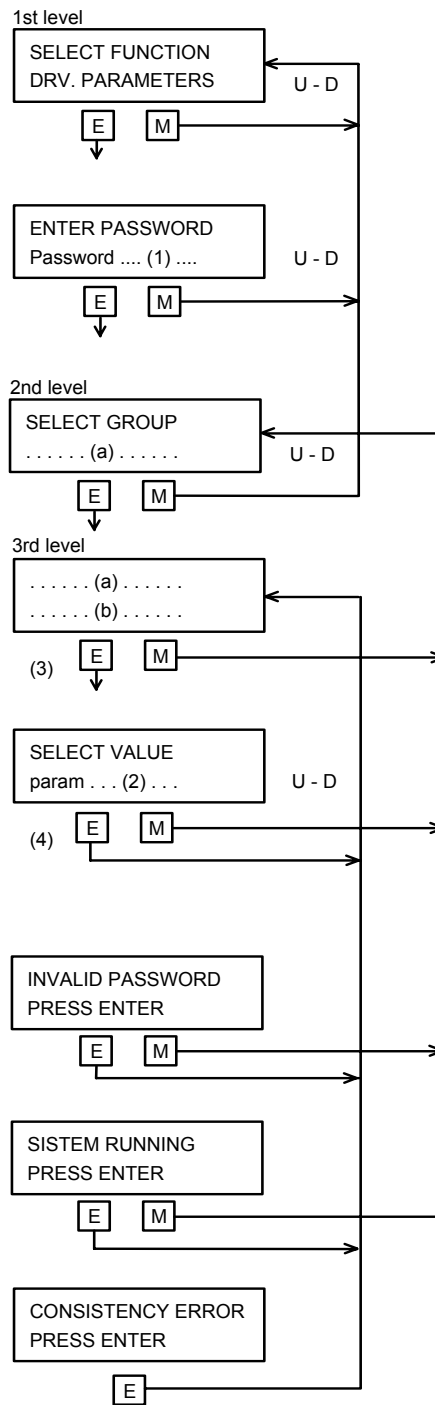 1st level
SELECT FUNCTION
DRV. PARAMETERS
U - D
E M
ENTER PASSWORD
Password .... (1) ....
U - D
E M
2nd level
SELECT GROUP
. . . . . . (a) . . . . . .
U - D
E M
3rd level
. . . . . . (a) . . . . . .
. . . . . . (b) . . . . . .
(3) E M
SELECT VALUE
param . . . (2) . . .
U - D
(4) E M
INVALID PASSWORD
PRESS ENTER
E M
SISTEM RUNNING
PRESS ENTER
E M
CONSISTENCY ERROR
PRESS ENTER
E